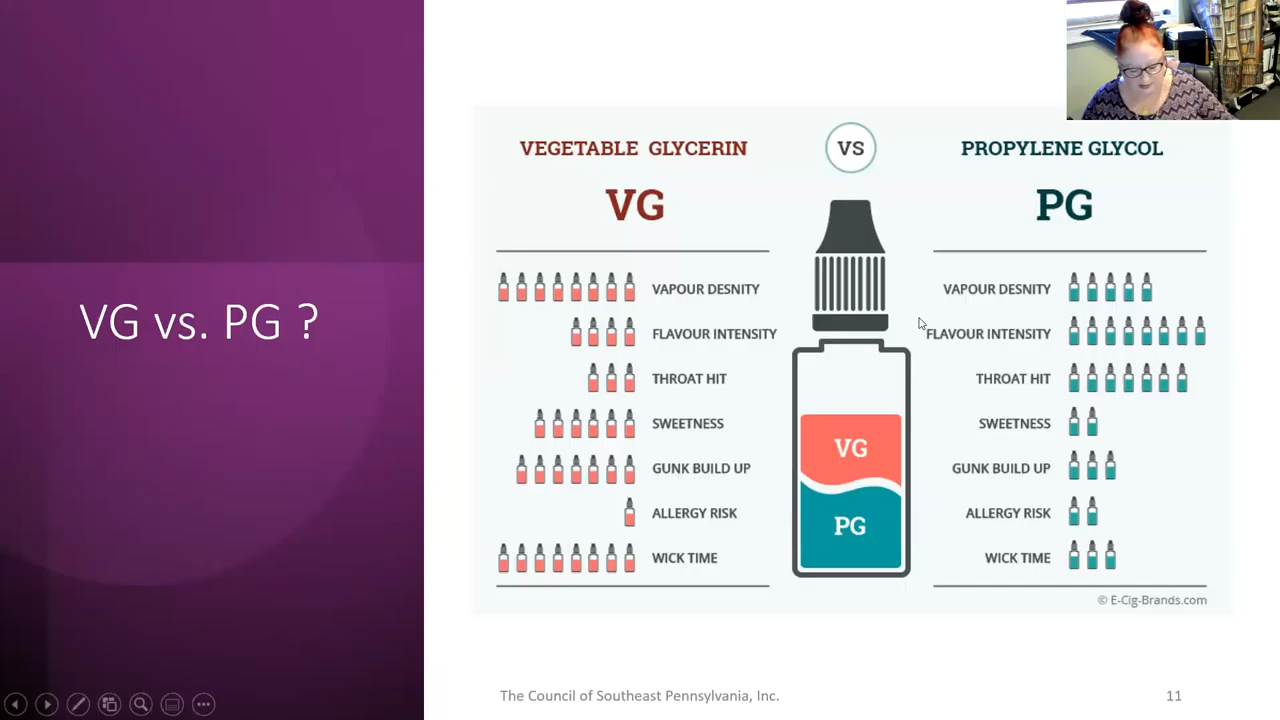 VG vs. PG ?
VEGETABLE GLYCERIN
VS
PROPYLENE GLYCOL
VG
PG
VAPOUR DESNITY
FLAVOUR INTENSITY
THROAT HIT
SWEETNESS
GUNK BUILD UP
ALLERGY RISK
WICK TIME
VG
PG
VAPOUR DESNITY
FLAVOUR INTENSITY
THROAT HIT
SWEETNESS
GUNK BUILD UP
ALLERGY RISK
WICK TIME
© E-Cig-Brands.com
The Council of Southeast Pennsylvania, Inc.
11